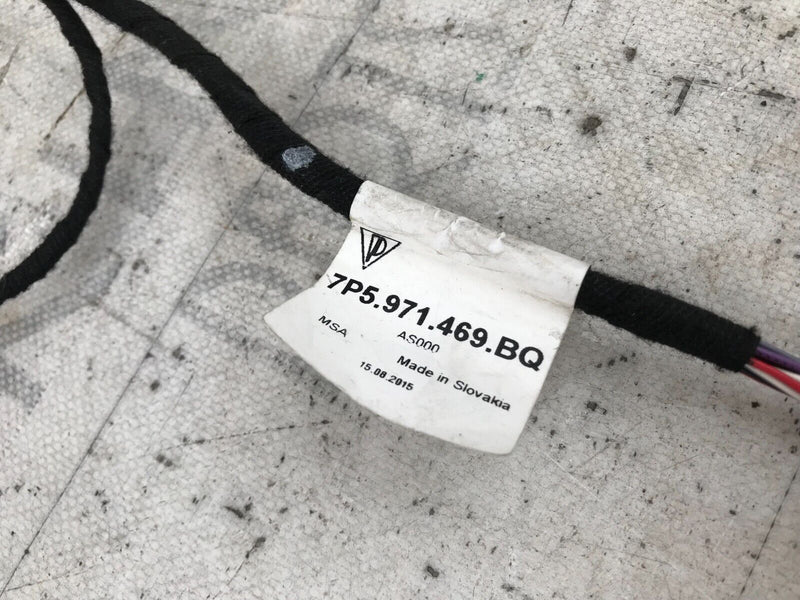 7P5.971.469.BQ
MSA AS000
Made in Slovakia
15.08.2015